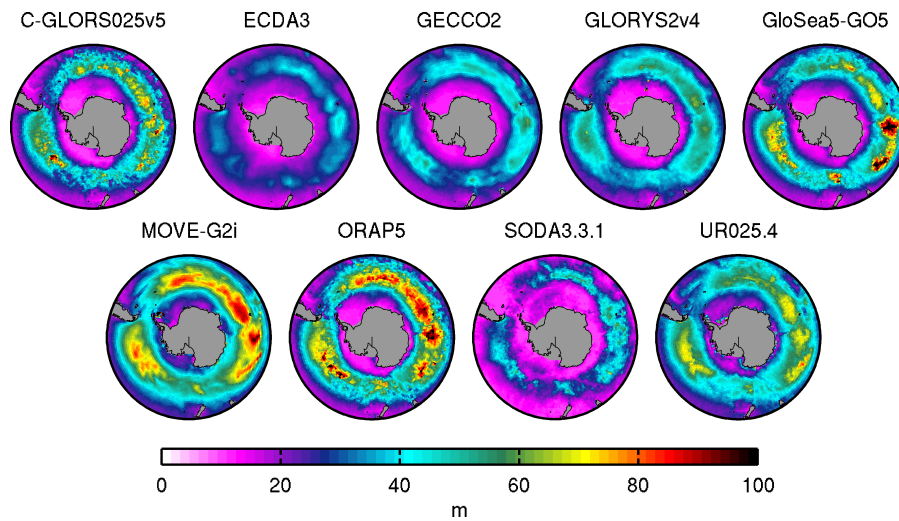 C-GLORS025v5 ECDA3 GECCO2 GLORYS2v4 GloSea5-GO5
MOVE-G2i ORAP5 SODA3.3.1 UR025.4
0 20 40 60 80 100
m